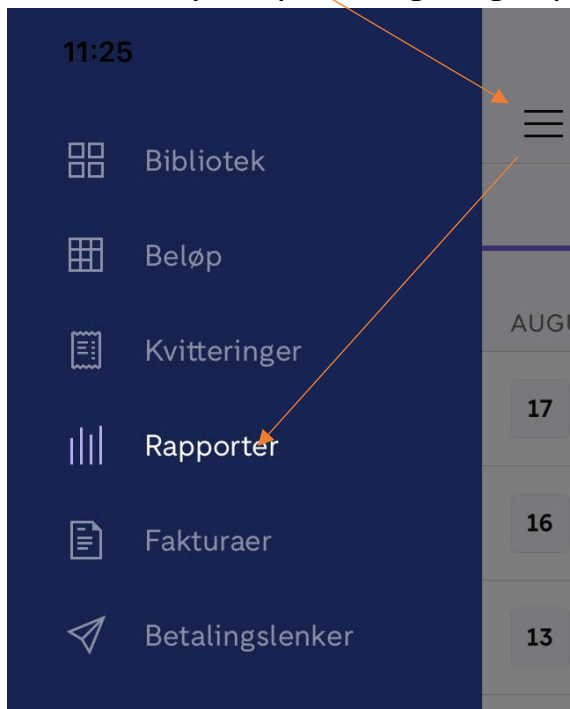 11:25
Bibliotek
Beløp
AUGU
Kvitteringer
17
Rapporter
16
Fakturaer
13
Betalingslenker